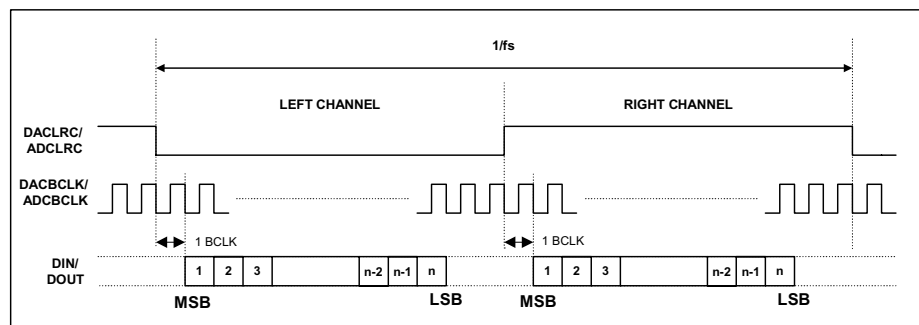 1/fs
LEFT CHANNEL
RIGHT CHANNEL
DACLRC/
ADCLRC
DACBCLK/
ADCBCLK
1 BCLK
1 BCLK
DIN/
DOUT
1 2 3 n-2 n-1 n
1 2 3 n-2 n-1 n
MSB
LSB
MSB
LSB